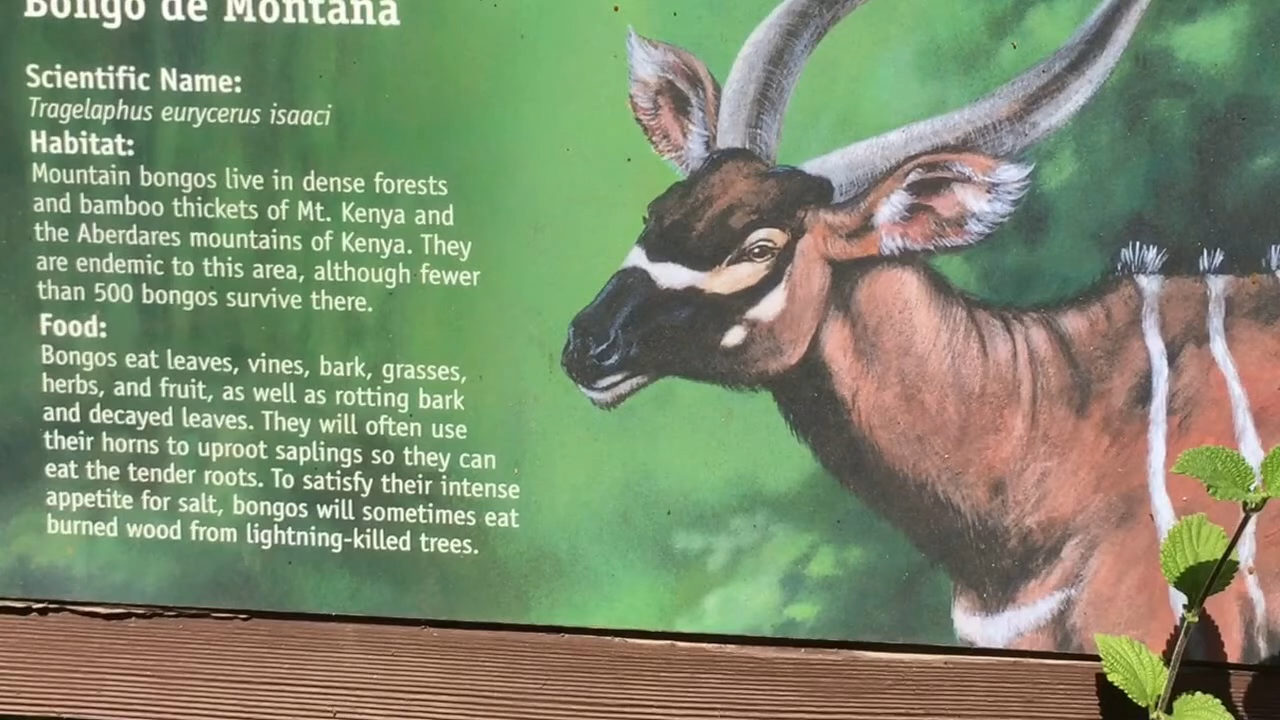 Bongo de Montana
Scientific Name:
Tragelaphus eurycerus isaaci
Habitat:
Mountain bongos live in dense forests
and bamboo thickets of Mt. Kenya and
the Aberdares mountains of Kenya. They
are endemic to this area, although fewer
than 500 bongos survive there.
Food:
Bongos eat leaves, vines, bark, grasses,
herbs, and fruit, as well as rotting bark
and decayed leaves. They will often use
their horns to uproot saplings so they can
eat the tender roots. To satisfy their intense
appetite for salt, bongos will sometimes eat
burned wood from lightning-killed trees.